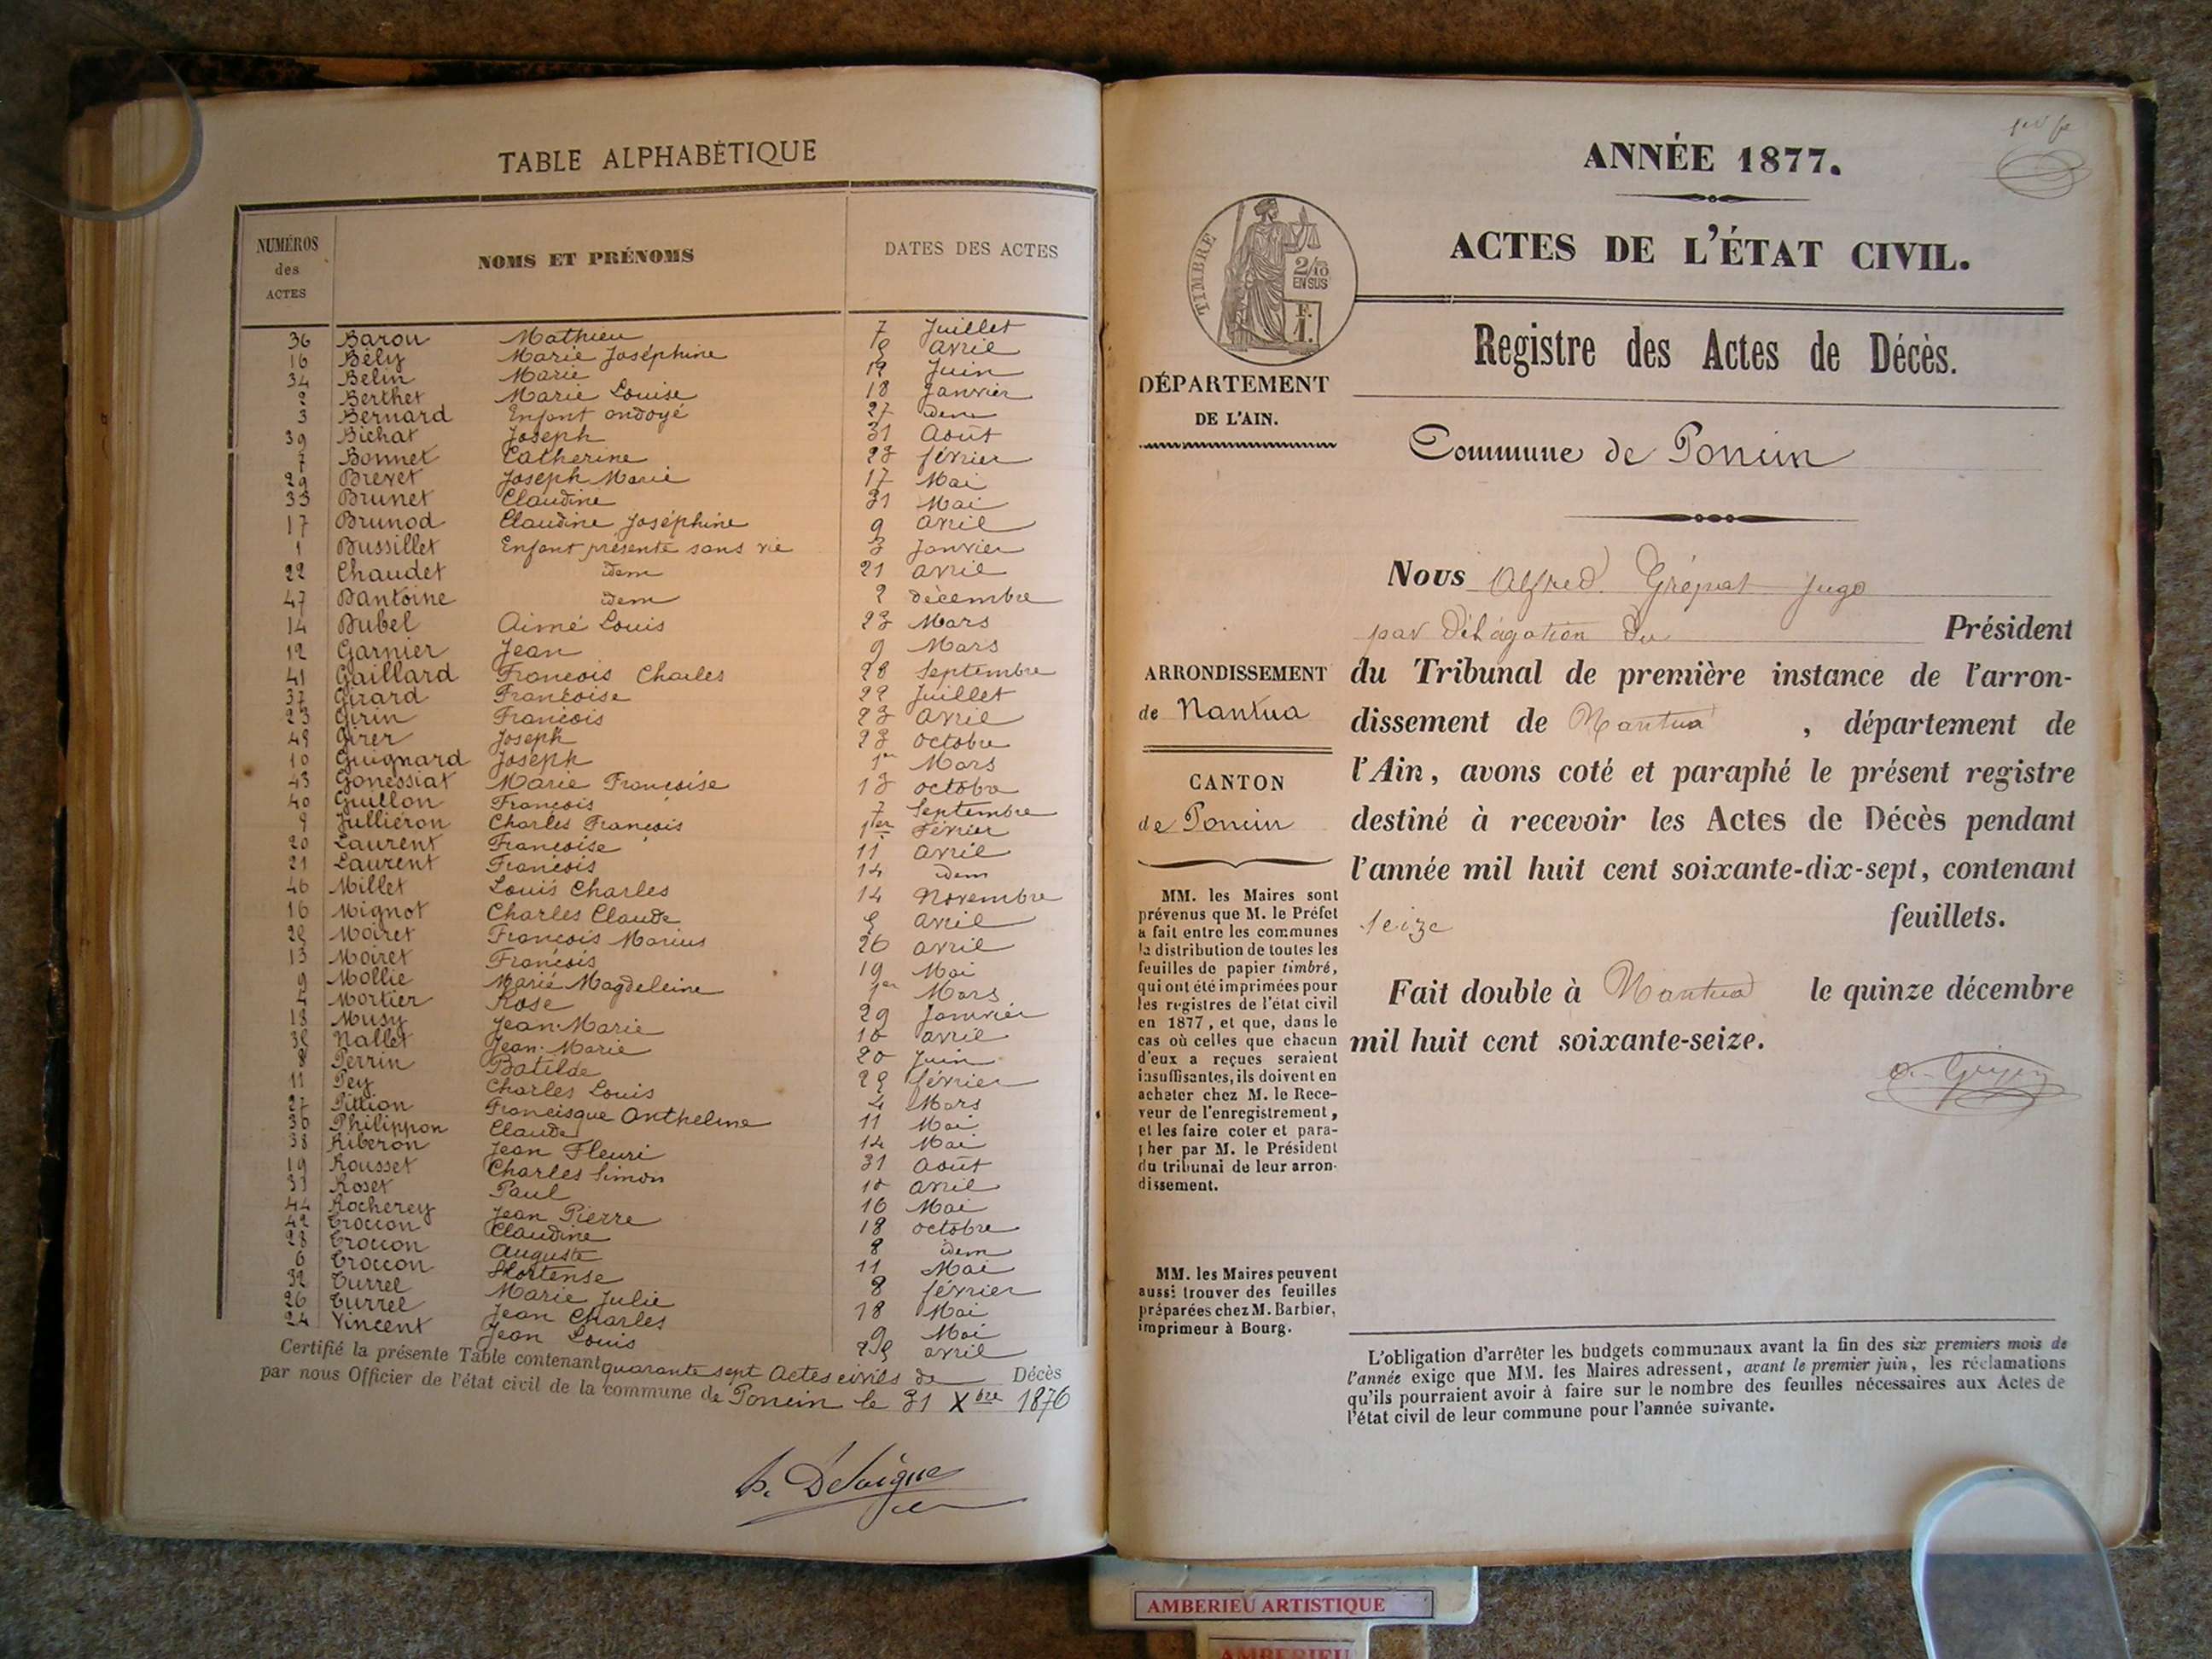 TABLE ALPHABÉTIQUE
NUMÉROS des ACTES NOMS ET PRÉNOMS DATES DES ACTES
36 Barou Mathieu 7 Juillet
16 Bély Marie Joséphine 8 avril
34 Belin Marie 19 Juin
2 Berthet Marie Louise 18 Janvier
3 Bernard Enfant ondoyé 27 idem
39 Bichat Joseph 31 Août
7 Bonnet Catherine 23 février
29 Brevet Joseph Marie 17 Mai
33 Brunet Claudine 31 Mai
17 Brunod Claudine Joséphine 9 avril
1 Bussillet Enfant présenté sans vie 3 Janvier
22 Chaudet idem 21 avril
47 Dantoine idem 2 décembre
14 Dubel Aimé Louis 23 Mars
12 Garnier Jean 9 Mars
41 Gaillard François Charles 28 Septembre
37 Girard Françoise 22 Juillet
23 Girin François 23 avril
Girer Joseph 23 octobre
10 Guignard Joseph 1er Mars
43 Gonessiat Marie Françoise 13 octobre
40 Guillon François 7 Septembre
Julliéron Charles François 1er Février
20 Laurent Françoise 11 avril
21 Laurent François 14 idem
46 Millet Louis Charles 14 Novembre
16 Mignot Charles Claude avril
Moiret François Marius 26 avril
13 Moiret François 19 Mai
9 Mollie Marie Magdeleine 1er Mars
4 Mortier Rose 29 Janvier
18 Musy Jean-Marie 10 avril
Nallet Jean-Marie 20 Juin
8 Perrin Batilde février
11 Pey Charles Louis 4 Mars
27 Pittion Francisque Anthelme 11 Mai
30 Philippon Claude 14 Mai
38 Riberon Jean Fleuri 31 Août
19 Rousset Charles Simon 10 avril
31 Roset Paul 16 Mai
44 Rocherey Jean Pierre 18 octobre
42 Troccon Claudine 8 idem
28 Troccon Auguste 11 Mai
6 Troccon Hortense 8 février
32 Turrel Marie Julie 18 Mai
26 Turrel Jean Charles 9 Mai
24 Vincent Jean Louis avril
Certifié la présente Table contenant quarante sept Actes civils de Décès
par nous Officier de l'état civil de la commune de Poncin le 31 Xbre 1876
ANNÉE 1877.
ACTES DE L'ÉTAT CIVIL.
TIMBRE
2/10 EN SUS
F. 1.
Registre des Actes de Décès.
DÉPARTEMENT
DE L'AIN.
Commune de Poncin
Nous Alfred Grépat Juge
par délégation du Président
ARRONDISSEMENT
de Nantua
CANTON
de Poncin
du Tribunal de première instance de l'arron-
dissement de Nantua , département de
l'Ain, avons coté et paraphé le présent registre
destiné à recevoir les Actes de Décès pendant
l'année mil huit cent soixante-dix-sept, contenant
seize feuillets.
Fait double à Nantua le quinze décembre
mil huit cent soixante-seize.
MM. les Maires sont
prévenus que M. le Préfet
a fait entre les communes
la distribution de toutes les
feuilles de papier timbré,
qui ont été imprimées pour
les registres de l'état civil
en 1877, et que, dans le
cas où celles que chacun
d'eux a reçues seraient
insuffisantes, ils doivent en
acheter chez M. le Rece-
veur de l'enregistrement,
et les faire coter et para-
pher par M. le Président
du tribunal de leur arron-
dissement.
MM. les Maires peuvent
aussi trouver des feuilles
préparées chez M. Barbier,
imprimeur à Bourg.
L'obligation d'arrêter les budgets communaux avant la fin des six premiers mois de
l'année exige que MM. les Maires adressent, avant le premier juin, les réclamations
qu'ils pourraient avoir à faire sur le nombre des feuilles nécessaires aux Actes de
l'état civil de leur commune pour l'année suivante.
AMBERIEU ARTISTIQUE
AMBERIEU